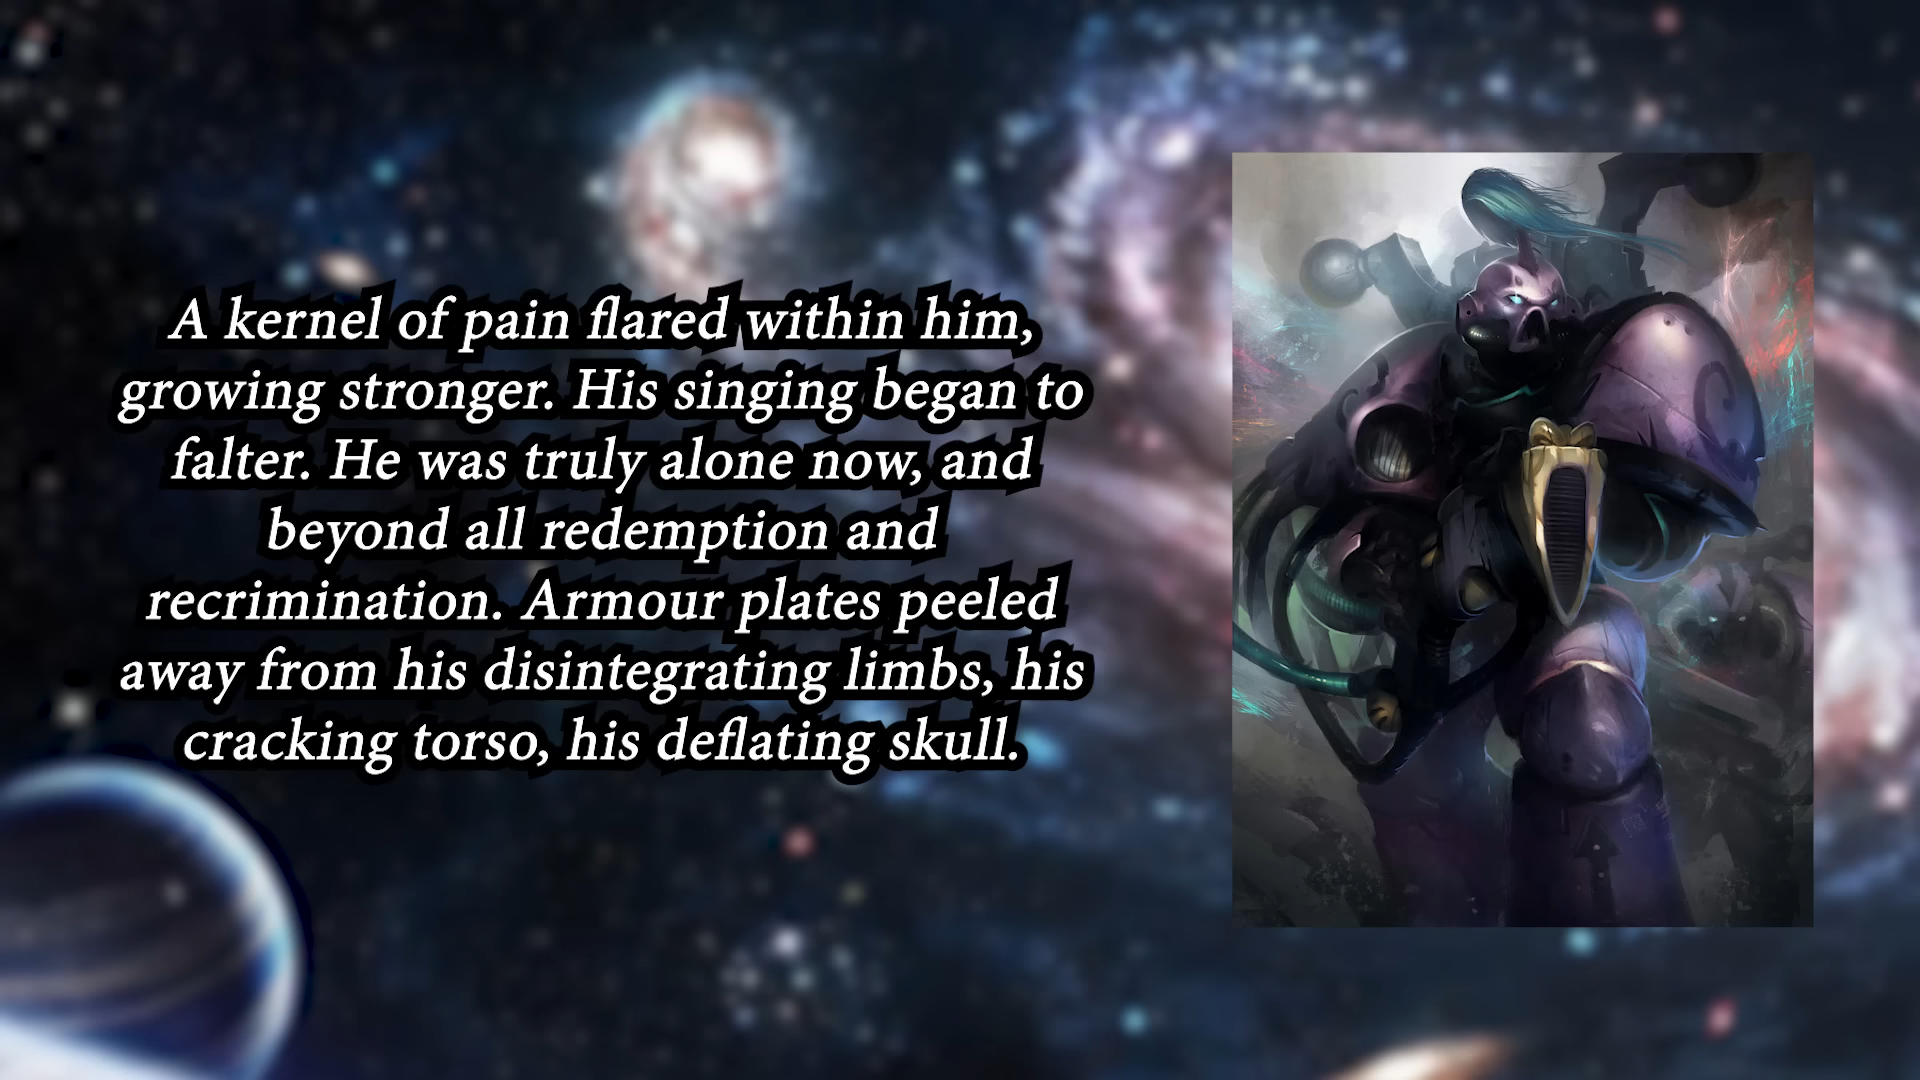 A kernel of pain flared within him,
growing stronger. His singing began to
falter. He was truly alone now, and
beyond all redemption and
recrimination. Armour plates peeled
away from his disintegrating limbs, his
cracking torso, his deflating skull.